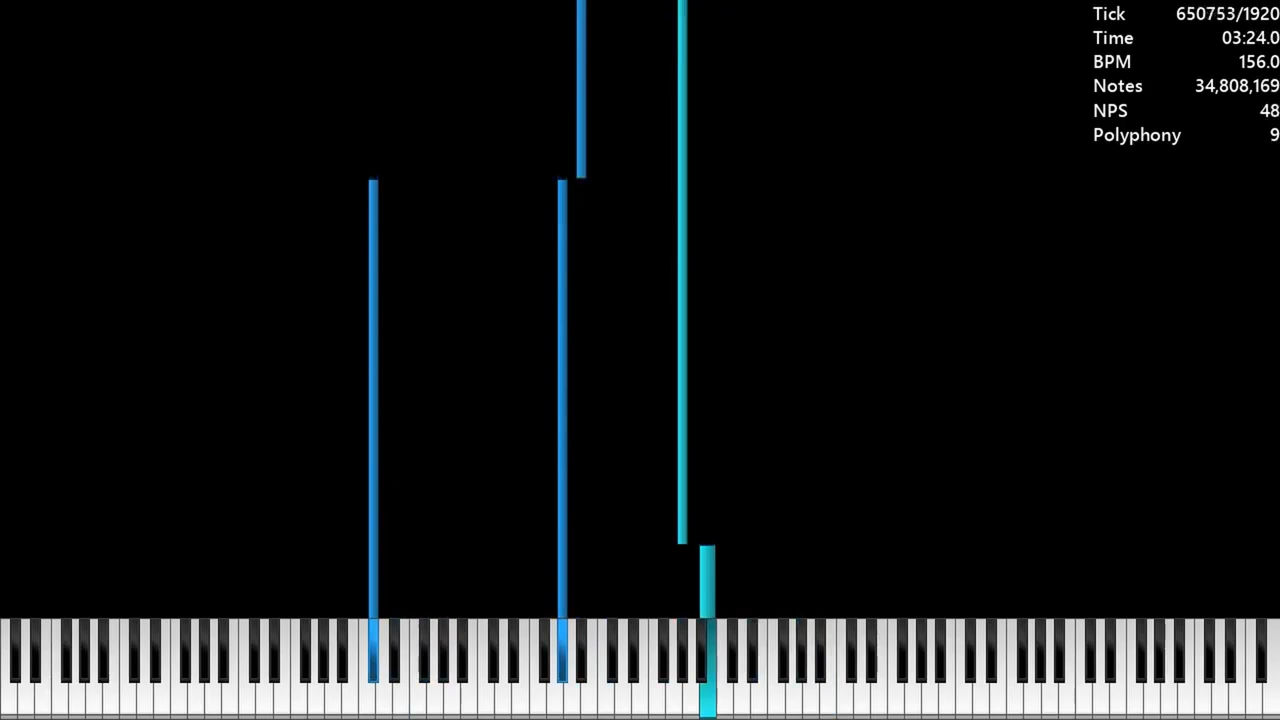 Tick 650753/1920
Time 03:24.0
BPM 156.0
Notes 34,808,169
NPS 48
Polyphony 9